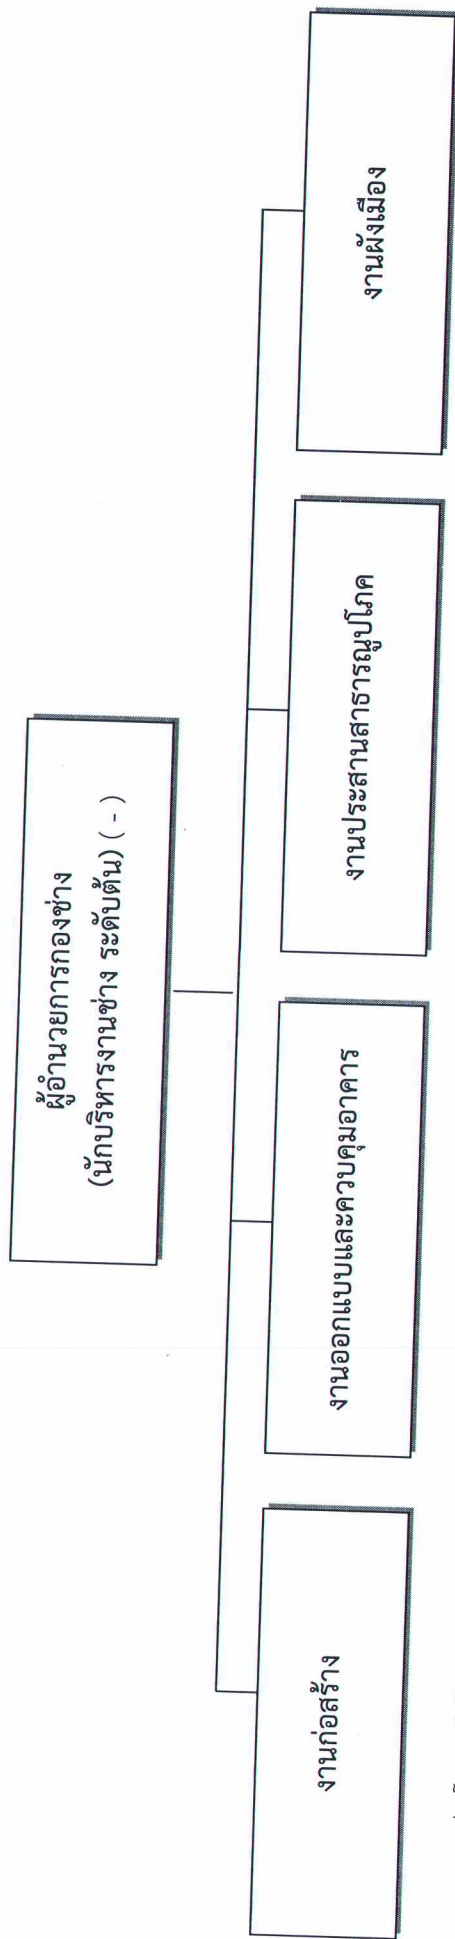 ผู้อำนวยการกองช่าง
(นักบริหารงานช่าง ระดับต้น) ( - )
งานก่อสร้าง
งานออกแบบและควบคุมอาคาร
งานประสานสาธารณูปโภค
งานผังเมือง